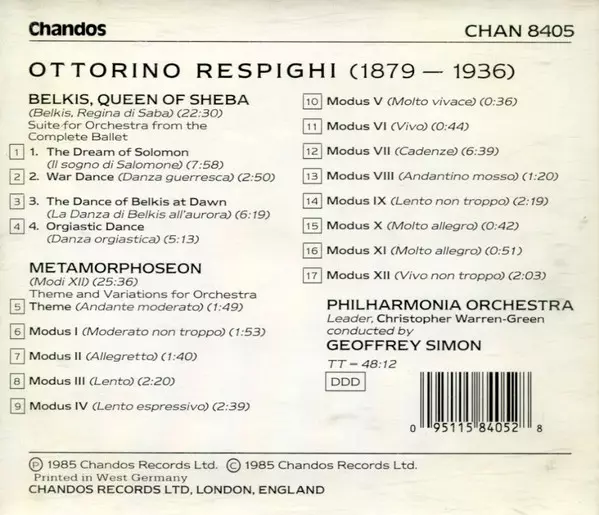 Chandos
CHAN 8405
OTTORINO RESPIGHI (1879 — 1936)
BELKIS, QUEEN OF SHEBA
(Belkis, Regina di Saba) (22:30)
Suite for Orchestra from the
Complete Ballet
1 1. The Dream of Solomon
(Il sogno di Salomone) (7:58)
2 2. War Dance (Danza guerresca) (2:50)
3 3. The Dance of Belkis at Dawn
(La Danza di Belkis all'aurora) (6:19)
4 4. Orgiastic Dance
(Danza orgiastica) (5:13)
METAMORPHOSEON
(Modi XII) (25:36)
Theme and Variations for Orchestra
5 Theme (Andante moderato) (1:49)
6 Modus I (Moderato non troppo) (1:53)
7 Modus II (Allegretto) (1:40)
8 Modus III (Lento) (2:20)
9 Modus IV (Lento espressivo) (2:39)
10 Modus V (Molto vivace) (0:36)
11 Modus VI (Vivo) (0:44)
12 Modus VII (Cadenze) (6:39)
13 Modus VIII (Andantino mosso) (1:20)
14 Modus IX (Lento non troppo) (2:19)
15 Modus X (Molto allegro) (0:42)
16 Modus XI (Molto allegro) (0:51)
17 Modus XII (Vivo non troppo) (2:03)
PHILHARMONIA ORCHESTRA
Leader, Christopher Warren-Green
conducted by
GEOFFREY SIMON
TT — 48:12
DDD
0 95115 84052 8
Ⓟ 1985 Chandos Records Ltd. © 1985 Chandos Records Ltd.
Printed in West Germany
CHANDOS RECORDS LTD, LONDON, ENGLAND